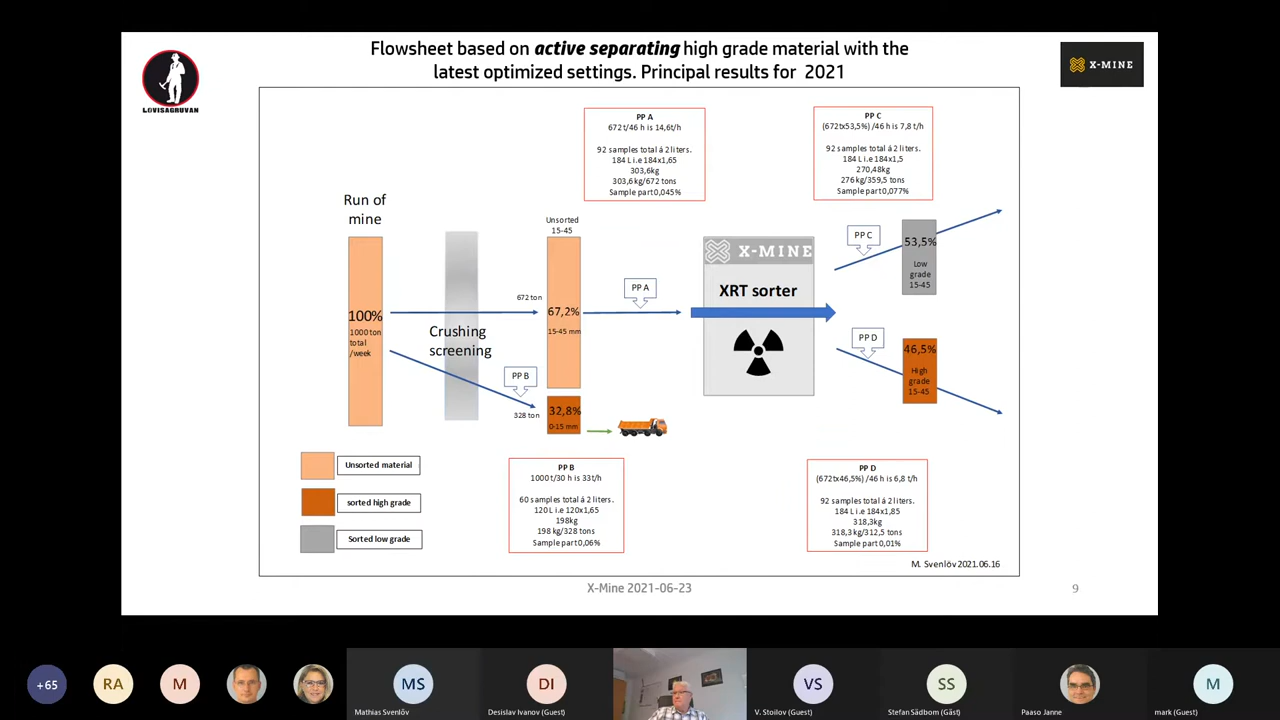 Flowsheet based on active separating high grade material with the
latest optimized settings. Principal results for 2021
LOVISAGRUVAN
X-MINE
PP A
672 t/46 h is 14,6t/h
92 samples total á 2 liters.
184 L i.e 184x1,65
303,6kg
303,6 kg/672 tons
Sample part 0,045%
PP C
(672tx53,5%) /46 h is 7,8 t/h
92 samples total á 2 liters.
184 L i.e 184x1,5
270,48kg
276 kg/359,5 tons
Sample part 0,077%
Run of
mine
Unsorted
15-45
X-MINE
XRT sorter
PP C
53,5%
Low
grade
15-45
100%
1000 ton
total
/week
Crushing
screening
672 ton
67,2%
15-45 mm
PP A
PP B
328 ton
32,8%
0-15 mm
PP D
46,5%
High
grade
15-45
Unsorted material
sorted high grade
Sorted low grade
PP B
1000 t/30 h is 33t/h
60 samples total á 2 liters.
120 L i.e 120x1,65
198kg
198 kg/328 tons
Sample part 0,06%
PP D
(672tx46,5%) /46 h is 6,8 t/h
92 samples total á 2 liters.
184 L i.e 184x1,85
318,3kg
318,3 kg/312,5 tons
Sample part 0,01%
M. Svenlöv 2021.06.16
X-Mine 2021-06-23
9
+65
RA
M
MS
Mathias Svenlöv
DI
Desislav Ivanov (Guest)
VS
V. Stoilov (Guest)
SS
Stefan Sädbom (Gäst)
Paaso Janne
M
mark (Guest)